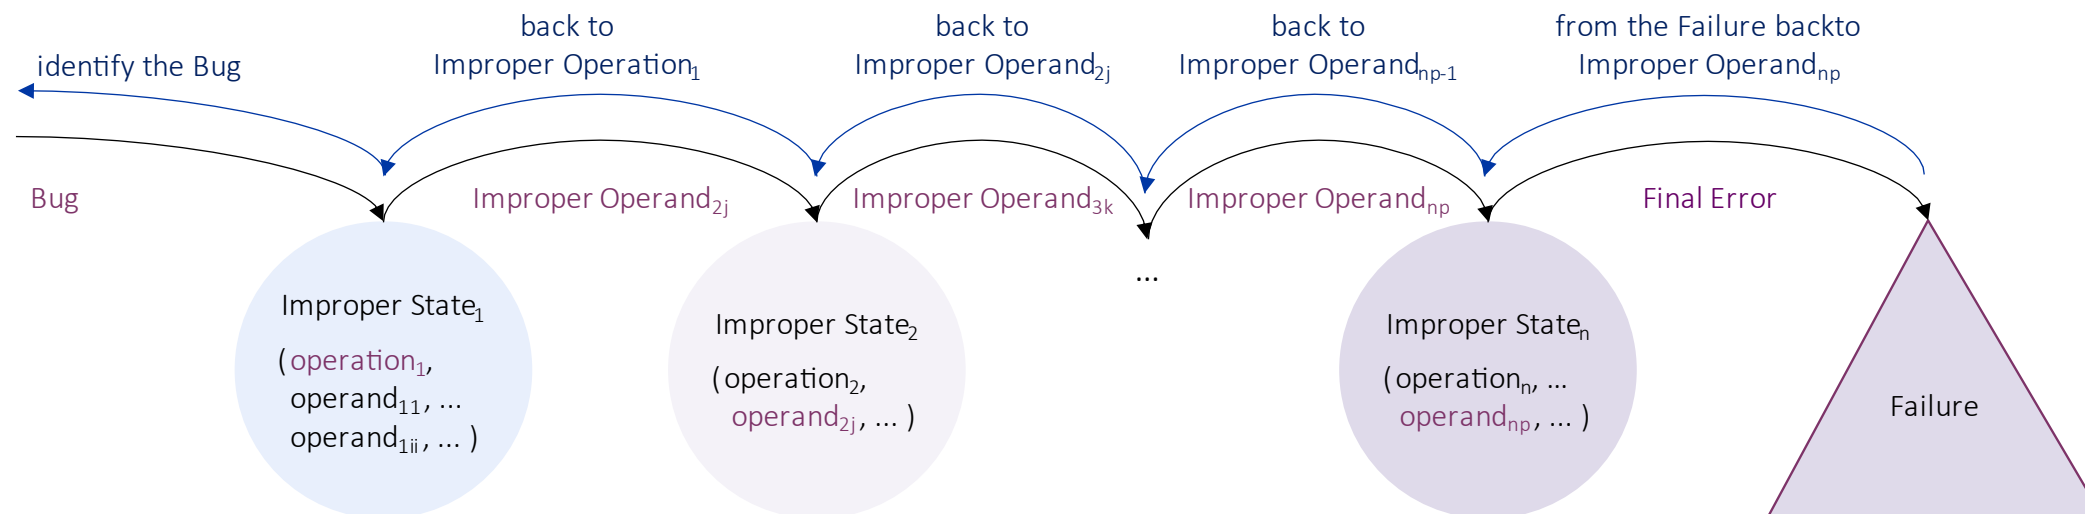 identify the Bug
back to
Improper Operation1
back to
Improper Operand2j
back to
Improper Operandnp-1
from the Failure backto
Improper Operandnp
Bug
Improper Operand2j
Improper Operand3k
Improper Operandnp
Final Error
...
Improper State1
(operation1,
operand11, ...
operand1ii, ... )
Improper State2
(operation2,
operand2j, ... )
Improper Staten
(operationn, ...
operandnp, ... )
Failure